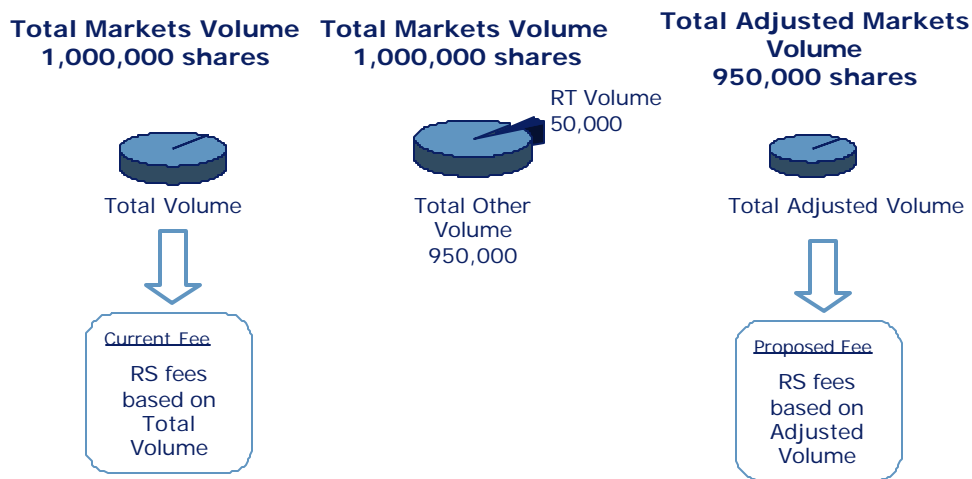 Total Markets Volume
1,000,000 shares
Total Markets Volume
1,000,000 shares
Total Adjusted Markets
Volume
950,000 shares
RT Volume
50,000
Total Volume
Total Other
Volume
950,000
Total Adjusted Volume
Current Fee
RS fees
based on
Total
Volume
Proposed Fee
RS fees
based on
Adjusted
Volume